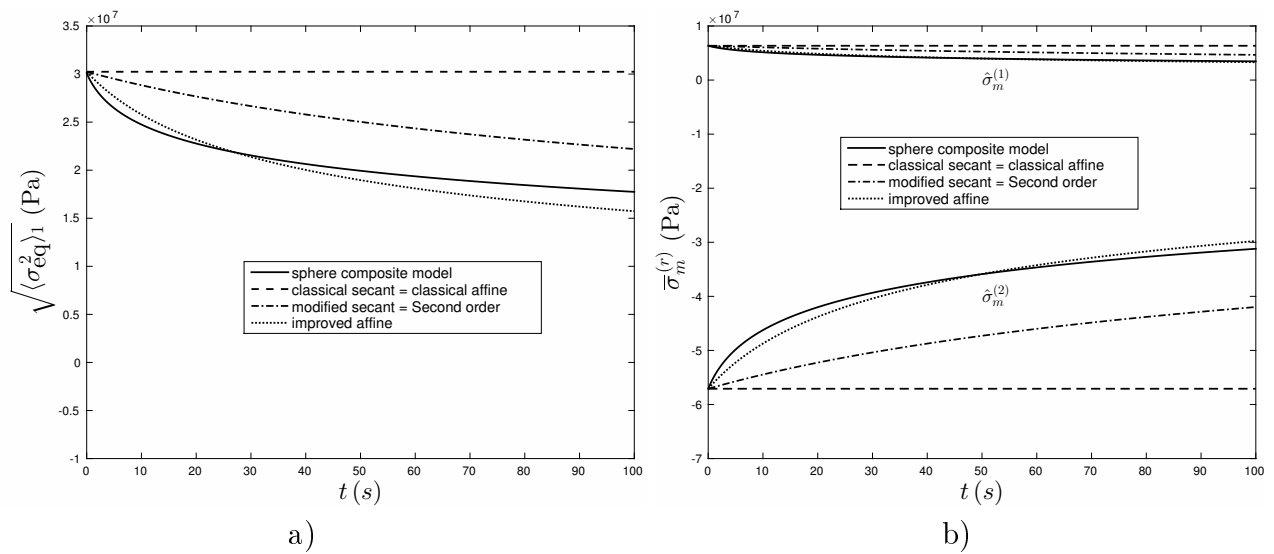 ×10⁷
3.5
3
2.5
2
1.5
1
0.5
0
-0.5
-1
0 10 20 30 40 50 60 70 80 90 100
√⟨σ²eq⟩₁ (Pa)
sphere composite model
classical secant = classical affine
modified secant = Second order
improved affine
t (s)
a)
×10⁷
1
0
-1
-2
-3
-4
-5
-6
-7
0 10 20 30 40 50 60 70 80 90 100
σ̅ₘ⁽ʳ⁾ (Pa)
σ̂ₘ⁽¹⁾
sphere composite model
classical secant = classical affine
modified secant = Second order
improved affine
σ̂ₘ⁽²⁾
t (s)
b)